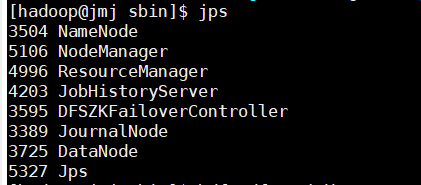 [hadoop@jmj sbin]$ jps
3504 NameNode
5106 NodeManager
4996 ResourceManager
4203 JobHistoryServer
3595 DFSZKFailoverController
3389 JournalNode
3725 DataNode
5327 Jps